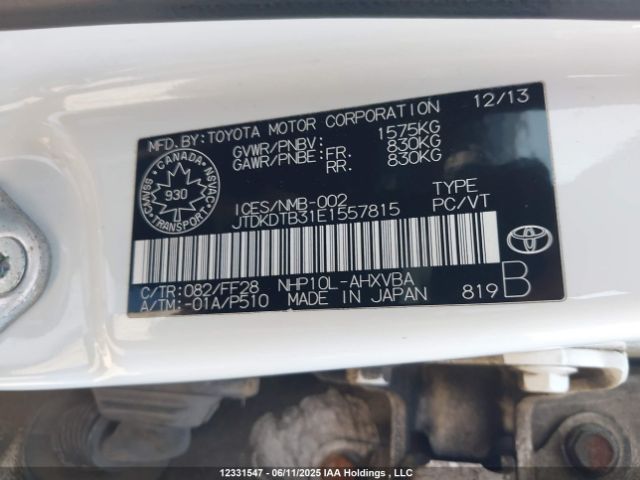 MFD.BY:TOYOTA MOTOR CORPORATION 12/13
GVWR/PNBV: 1575KG
GAWR/PNBE:FR. 830KG
RR. 830KG
CANADA
NSVAC
TRANSPORT
SSMAC
930
ICES/NMB-002 TYPE
JTDKDTB31E1557815 PC/VT
C/TR:082/FF28 NHP10L-AHXVBA
A/TM:-01A/P510 MADE IN JAPAN 819 B
12331547 - 06/11/2025 IAA Holdings , LLC